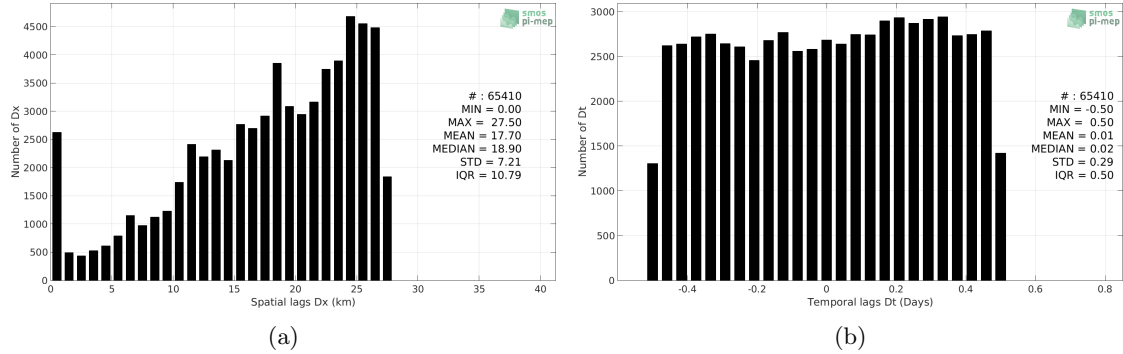 4500
4000
3500
3000
2500
2000
1500
1000
500
0
Number of Dx
0 5 10 15 20 25 30 35 40
Spatial lags Dx (km)
smos
pi-mep
# : 65410
MIN = 0.00
MAX = 27.50
MEAN = 17.70
MEDIAN = 18.90
STD = 7.21
IQR = 10.79
(a)
3000
2500
2000
1500
1000
500
0
Number of Dt
-0.4 -0.2 0 0.2 0.4 0.6 0.8
Temporal lags Dt (Days)
smos
pi-mep
# : 65410
MIN = -0.50
MAX = 0.50
MEAN = 0.01
MEDIAN = 0.02
STD = 0.29
IQR = 0.50
(b)